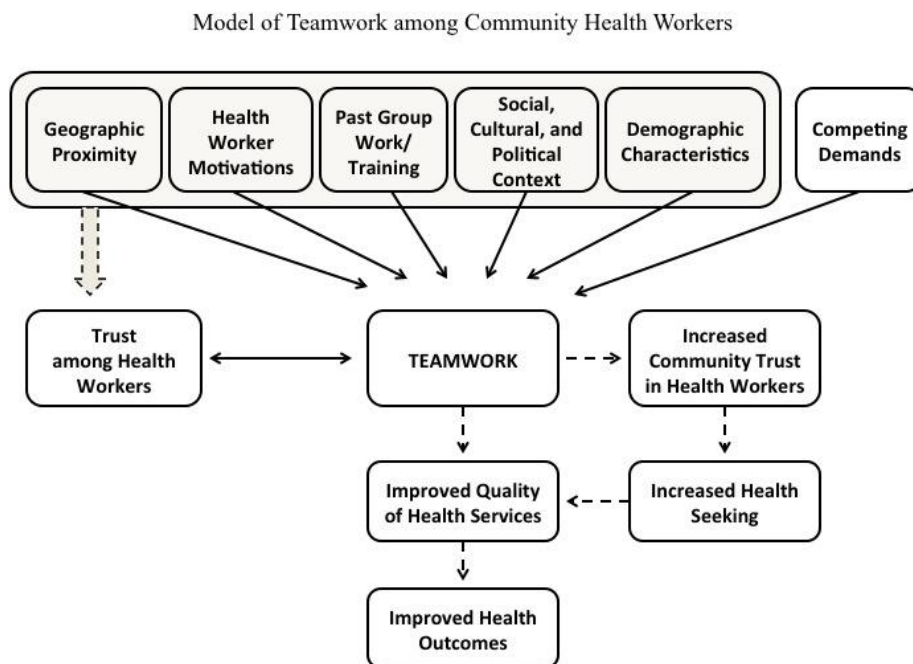 Model of Teamwork among Community Health Workers
Geographic
Proximity
Health
Worker
Motivations
Past Group
Work/
Training
Social,
Cultural, and
Political
Context
Demographic
Characteristics
Competing
Demands
Trust
among Health
Workers
TEAMWORK
Increased
Community Trust
in Health Workers
Improved Quality
of Health Services
Increased Health
Seeking
Improved Health
Outcomes